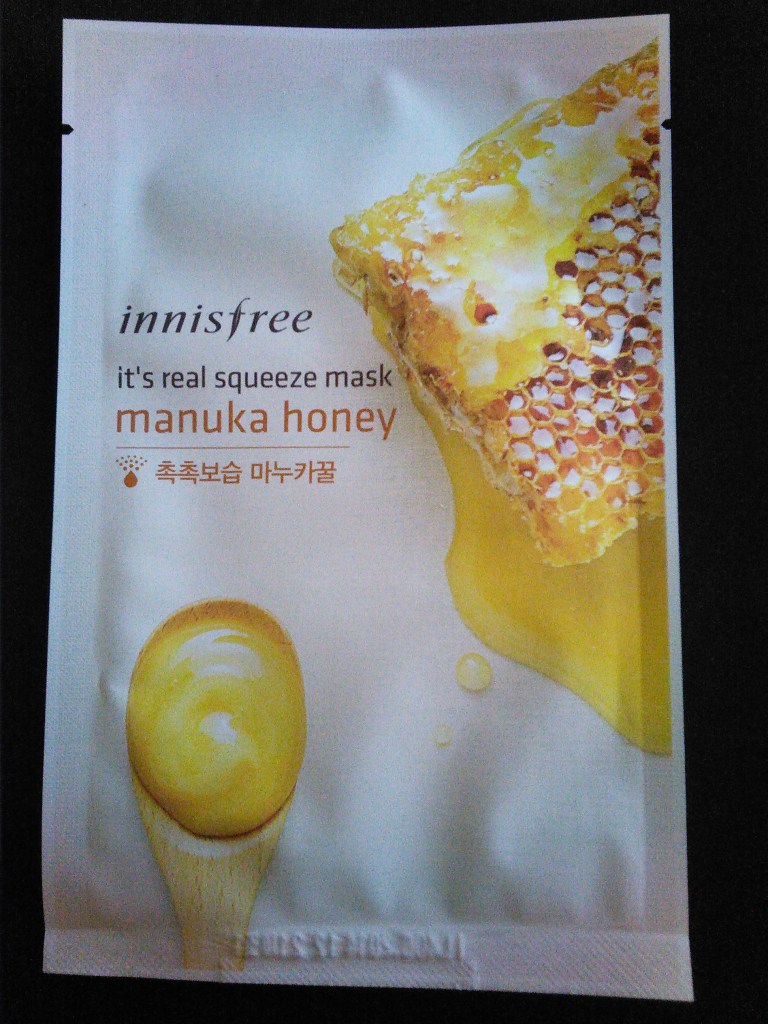 innisfree
it's real squeeze mask
manuka honey
촉촉보습 마누카꿀